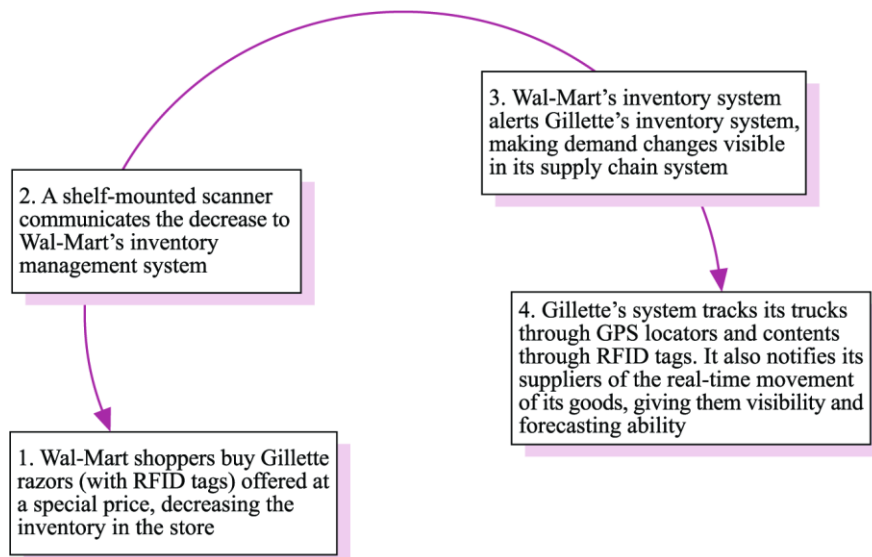 1. Wal-Mart shoppers buy Gillette
razors (with RFID tags) offered at
a special price, decreasing the
inventory in the store
2. A shelf-mounted scanner
communicates the decrease to
Wal-Mart’s inventory
management system
3. Wal-Mart’s inventory system
alerts Gillette’s inventory system,
making demand changes visible
in its supply chain system
4. Gillette’s system tracks its trucks
through GPS locators and contents
through RFID tags. It also notifies its
suppliers of the real-time movement
of its goods, giving them visibility and
forecasting ability